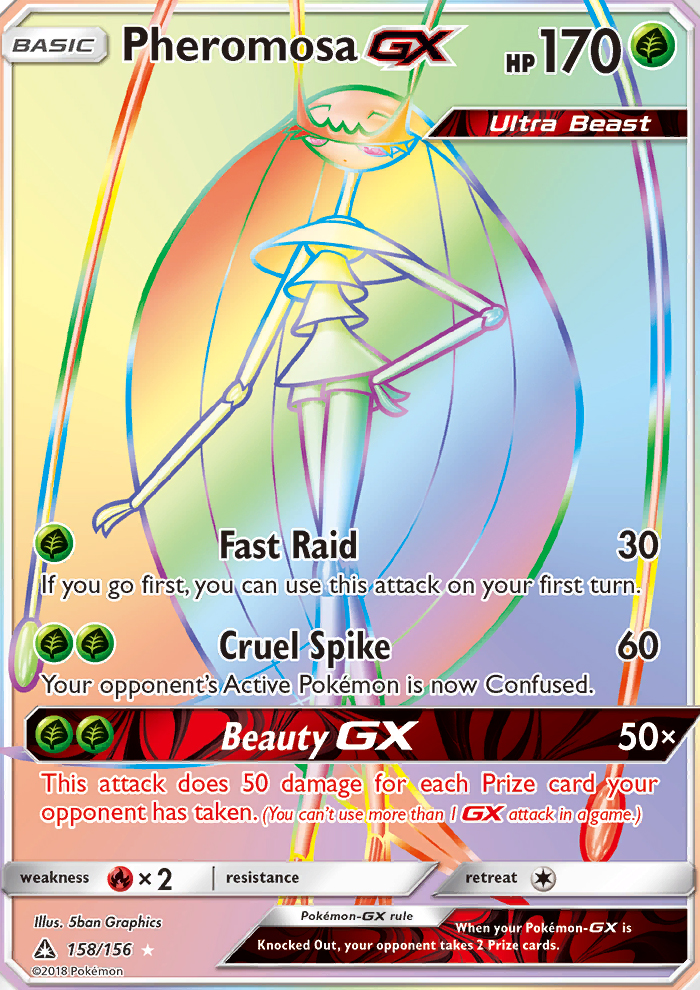 BASIC Pheromosa GX HP 170
Ultra Beast
Fast Raid 30
If you go first, you can use this attack on your first turn.
Cruel Spike 60
Your opponent's Active Pokémon is now Confused.
Beauty GX 50×
This attack does 50 damage for each Prize card your
opponent has taken. (You can't use more than 1 GX attack in a game.)
weakness × 2 resistance retreat
Illus. 5ban Graphics
158/156
©2018 Pokémon
Pokémon-GX rule
When your Pokémon-GX is
Knocked Out, your opponent takes 2 Prize cards.